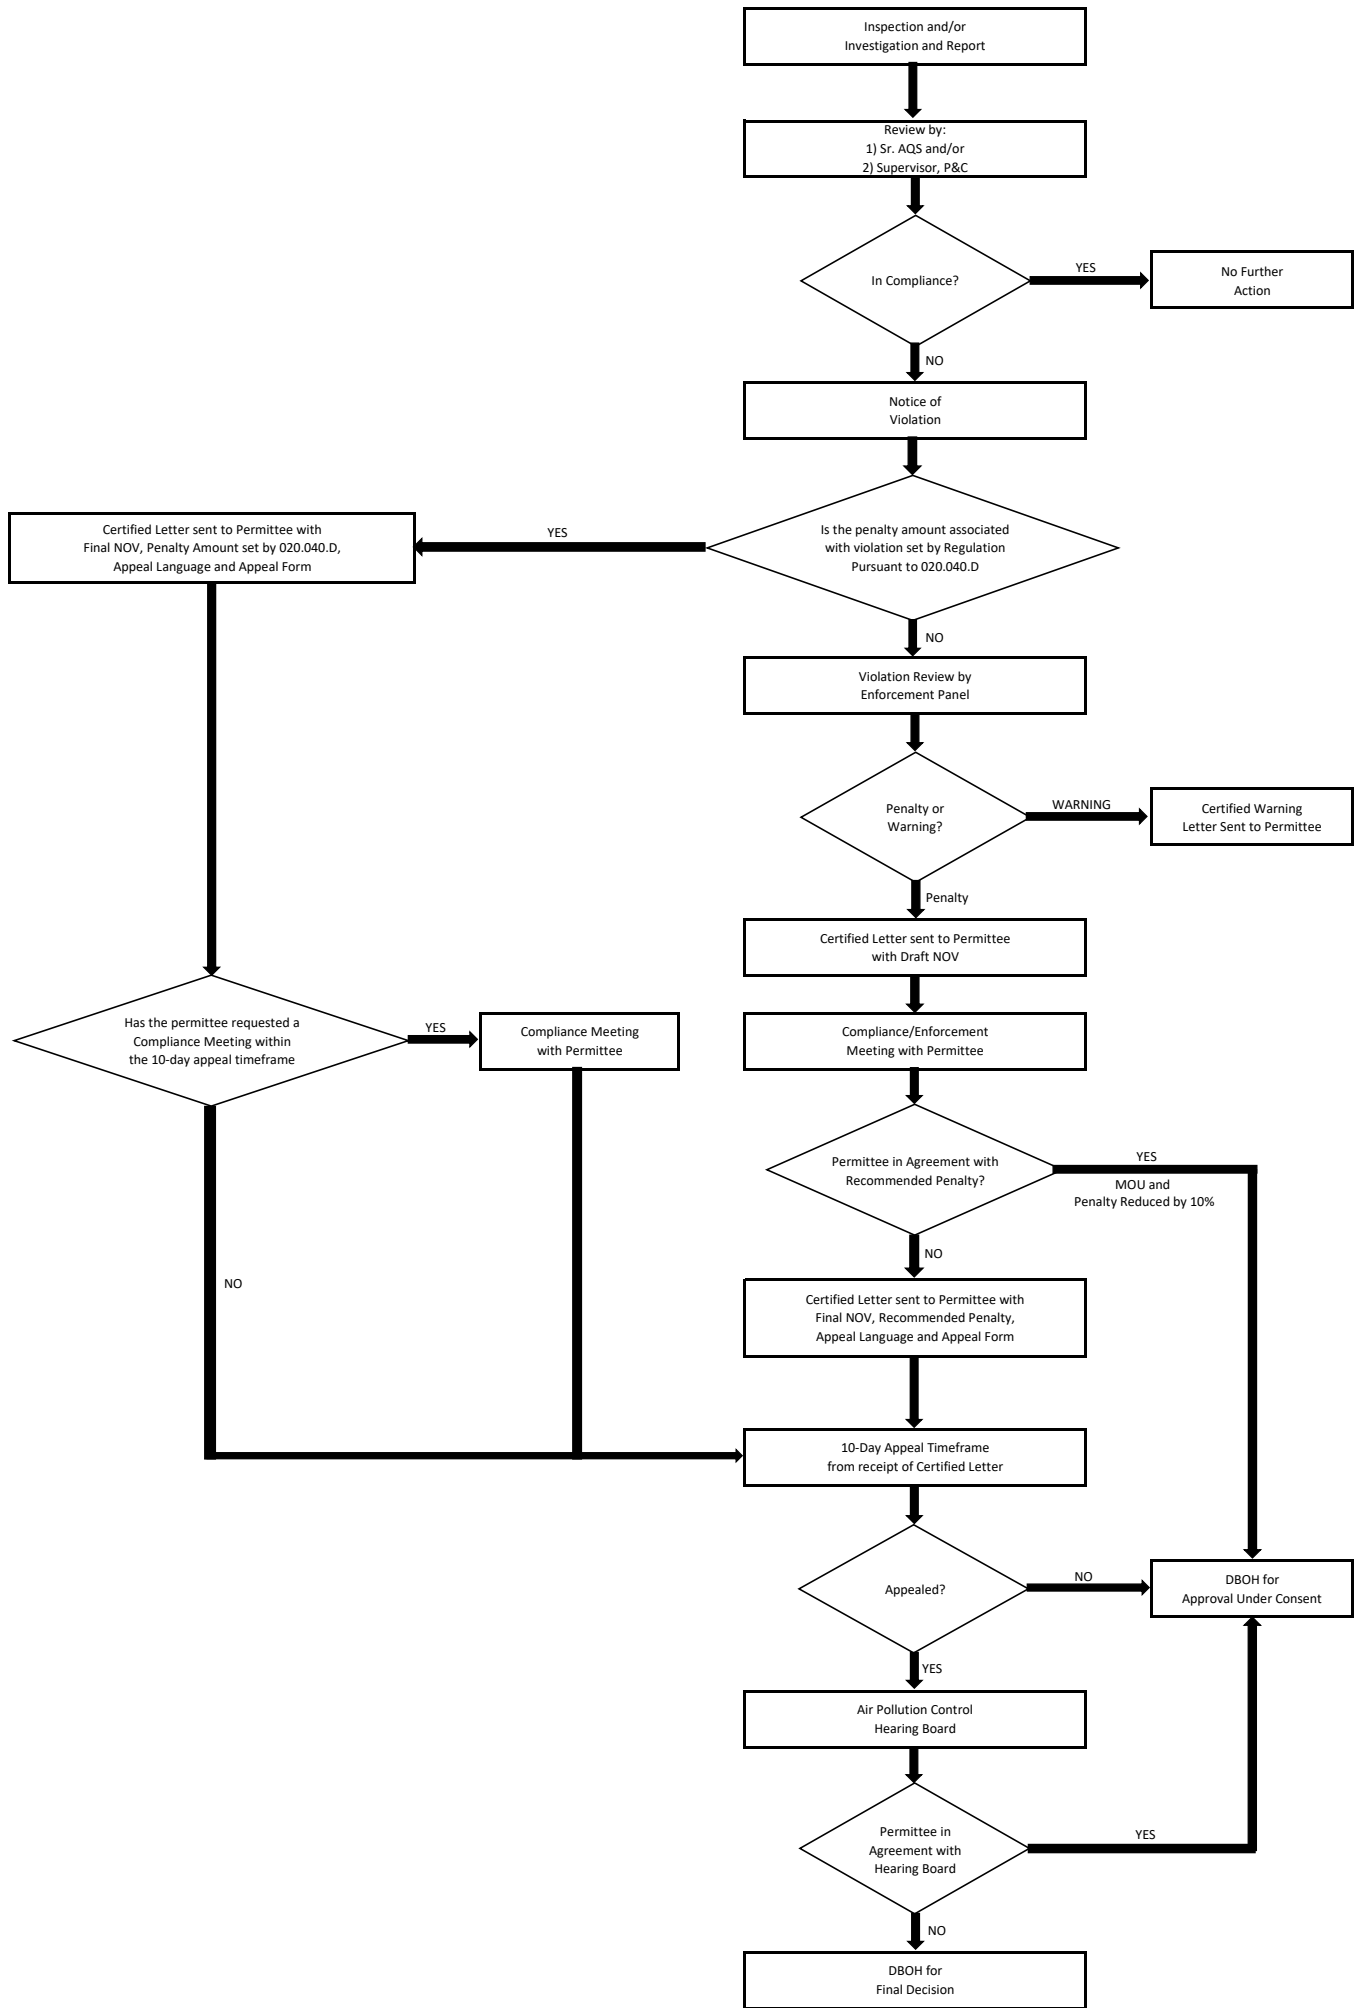 Inspection and/or
Investigation and Report
Review by:
1) Sr. AQS and/or
2) Supervisor, P&C
In Compliance?
YES
No Further
Action
NO
Notice of
Violation
Is the penalty amount associated
with violation set by Regulation
Pursuant to 020.040.D
YES
Certified Letter sent to Permittee with
Final NOV, Penalty Amount set by 020.040.D,
Appeal Language and Appeal Form
NO
Violation Review by
Enforcement Panel
Penalty or
Warning?
WARNING
Certified Warning
Letter Sent to Permittee
Penalty
Certified Letter sent to Permittee
with Draft NOV
Has the permittee requested a
Compliance Meeting within
the 10-day appeal timeframe
YES
Compliance Meeting
with Permittee
Compliance/Enforcement
Meeting with Permittee
Permittee in Agreement with
Recommended Penalty?
YES
MOU and
Penalty Reduced by 10%
NO
NO
Certified Letter sent to Permittee with
Final NOV, Recommended Penalty,
Appeal Language and Appeal Form
10-Day Appeal Timeframe
from receipt of Certified Letter
Appealed?
NO
DBOH for
Approval Under Consent
YES
Air Pollution Control
Hearing Board
Permittee in
Agreement with
Hearing Board
YES
NO
DBOH for
Final Decision